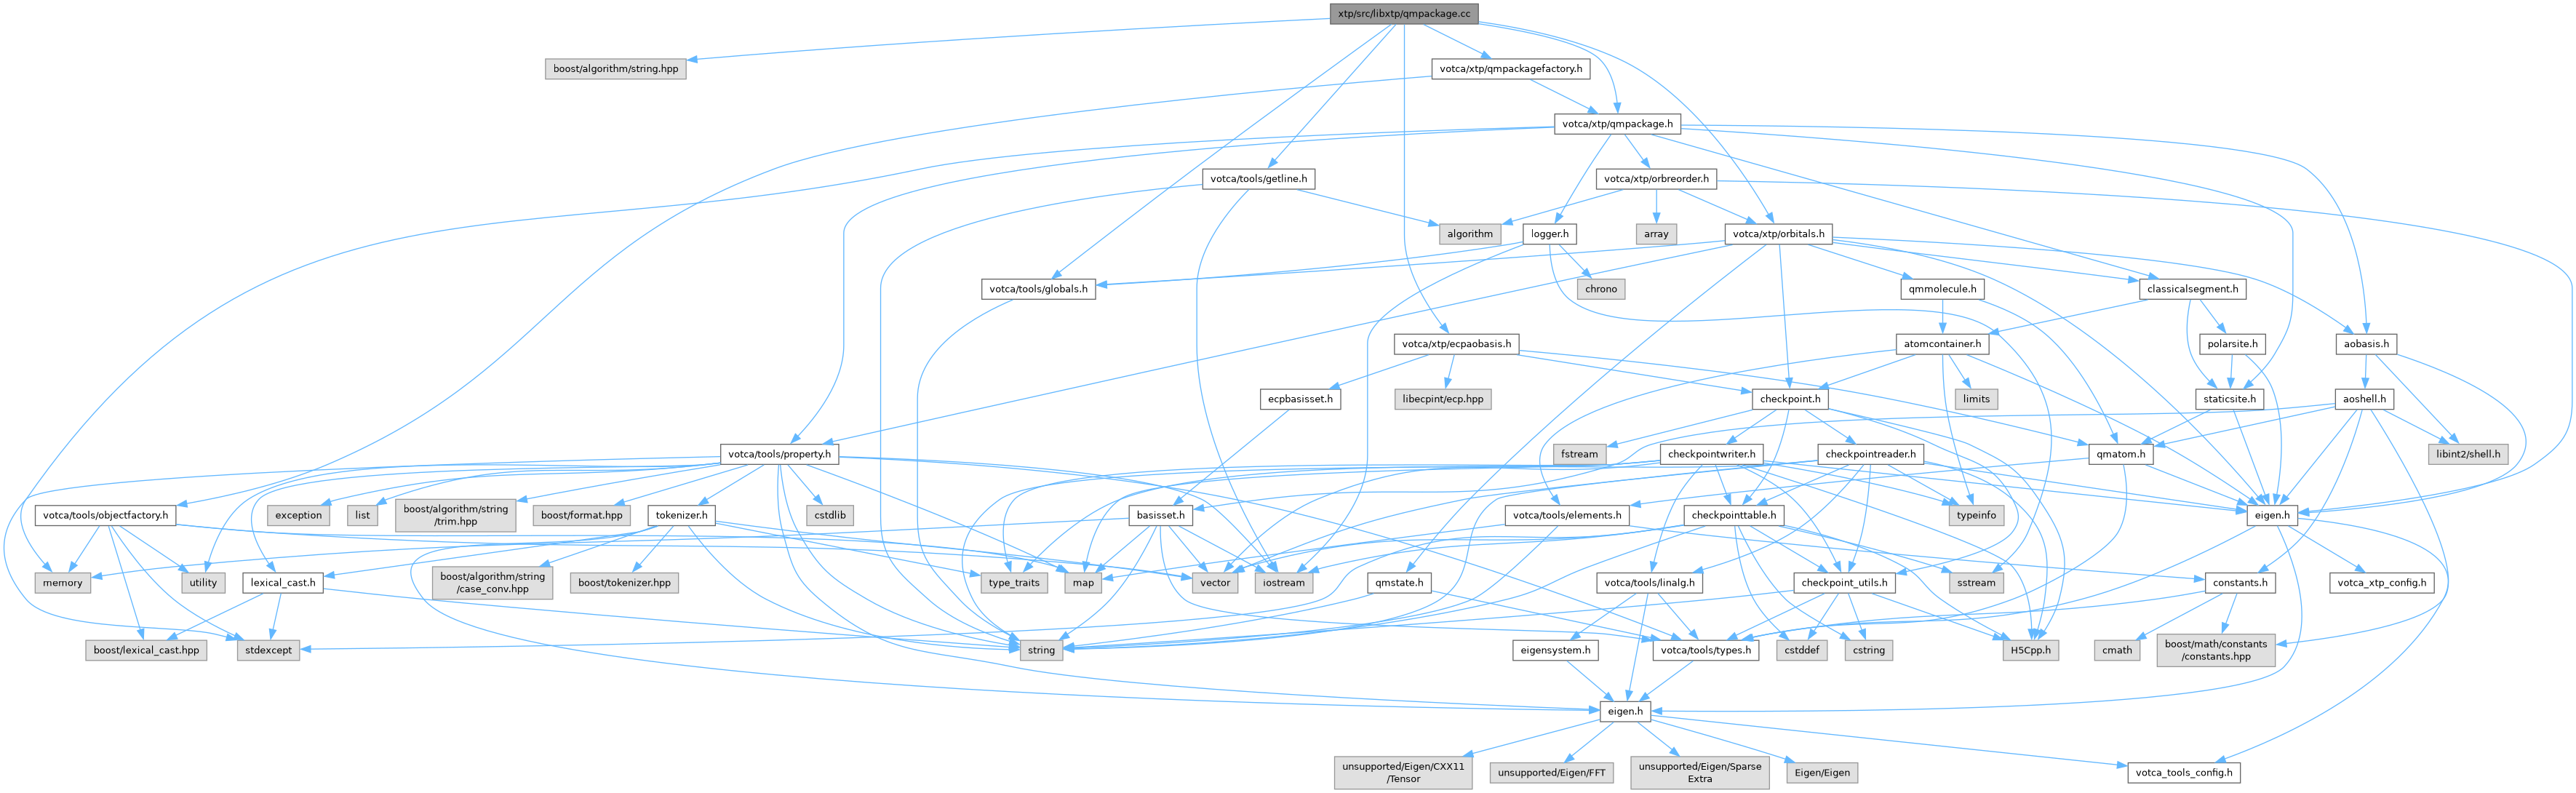 xtp/src/libxtp/qmpackage.cc
boost/algorithm/string.hpp
votca/xtp/qmpackagefactory.h
votca/xtp/qmpackage.h
votca/tools/getline.h
votca/xtp/orbreorder.h
algorithm
logger.h
array
votca/xtp/orbitals.h
votca/tools/globals.h
chrono
qmmolecule.h
classicalsegment.h
votca/xtp/ecpaobasis.h
atomcontainer.h
polarsite.h
aobasis.h
ecpbasisset.h
libecpint/ecp.hpp
checkpoint.h
limits
staticsite.h
aoshell.h
votca/tools/property.h
fstream
checkpointwriter.h
checkpointreader.h
qmatom.h
libint2/shell.h
votca/tools/objectfactory.h
exception
list
boost/algorithm/string
/trim.hpp
boost/format.hpp
tokenizer.h
cstdlib
basisset.h
votca/tools/elements.h
checkpointtable.h
typeinfo
eigen.h
memory
utility
lexical_cast.h
boost/algorithm/string
/case_conv.hpp
boost/tokenizer.hpp
type_traits
map
vector
iostream
qmstate.h
votca/tools/linalg.h
checkpoint_utils.h
sstream
constants.h
votca_xtp_config.h
boost/lexical_cast.hpp
stdexcept
string
eigensystem.h
votca/tools/types.h
cstddef
cstring
H5Cpp.h
cmath
boost/math/constants
/constants.hpp
eigen.h
unsupported/Eigen/CXX11
/Tensor
unsupported/Eigen/FFT
unsupported/Eigen/Sparse
Extra
Eigen/Eigen
votca_tools_config.h